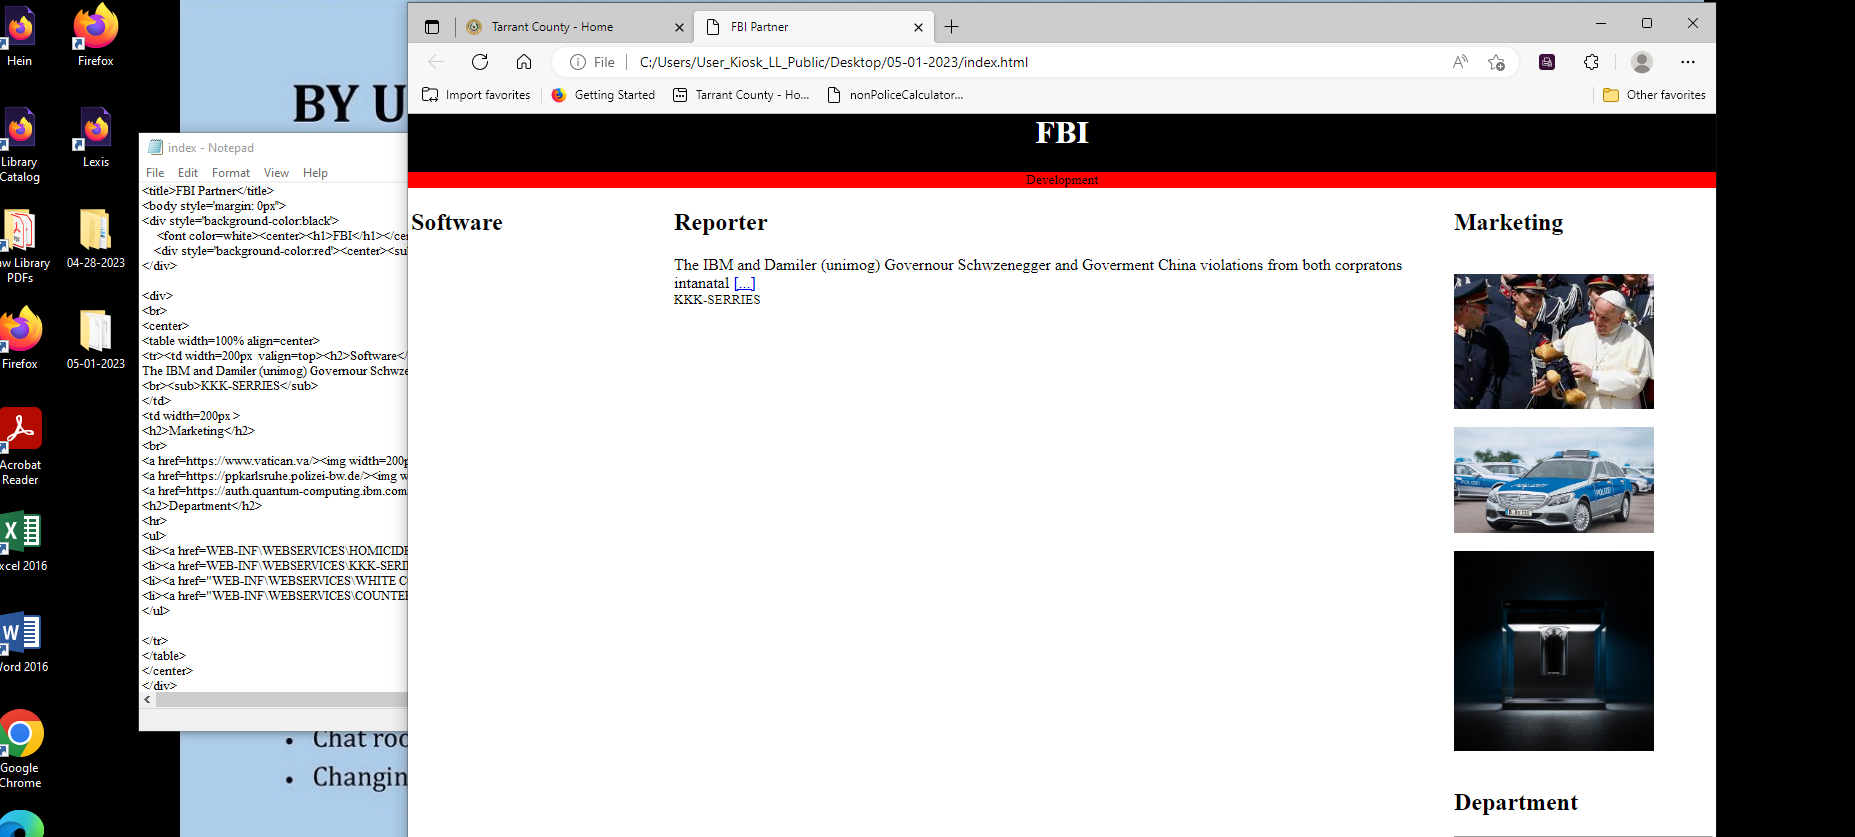 Hein
Firefox
Library
Catalog
Lexis
Library
PDFs
04-28-2023
Firefox
05-01-2023
Acrobat
Reader
Excel 2016
Word 2016
Google
Chrome
BY U
Chat roo
Changin
index - Notepad
File Edit Format View Help
<title>FBI Partner</title>
<body style='margin: 0px''>
<div style='background-color:black'>
<font color=white><center><h1>FBI</h1></cen
<div style='background-color:red'><center><su
</div>
<div>
<br>
<center>
<table width=100% align=center>
<tr><td width=200px valign=top><h2>Software</
The IBM and Damiler (unimog) Governour Schwze
<br><sub>KKK-SERRIES</sub>
</td>
<td width=200px >
<h2>Marketing</h2>
<br>
<a href=https://www.vatican.va/><img width=200p
<a href=https://ppkarlsruhe.polizei-bw.de/><img w
<a href=https://auth.quantum-computing.ibm.com
<h2>Department</h2>
<hr>
<ul>
<li><a href=WEB-INF\WEBSERVICES\HOMICIDE
<li><a href=WEB-INF\WEBSERVICES\KKK-SERI
<li><a href="WEB-INF\WEBSERVICES\WHITE C
<li><a href="WEB-INF\WEBSERVICES\COUNTE
</ul>
</tr>
</table>
</center>
</div>
Tarrant County - Home
FBI Partner
File C:/Users/User_Kiosk_LL_Public/Desktop/05-01-2023/index.html
Import favorites Getting Started Tarrant County - Ho... nonPoliceCalculator... Other favorites
FBI
Development
Software
Reporter
The IBM and Damiler (unimog) Governour Schwzenegger and Goverment China violations from both corpratons
intanatal [...]
KKK-SERRIES
Marketing
POLIZEI
Department